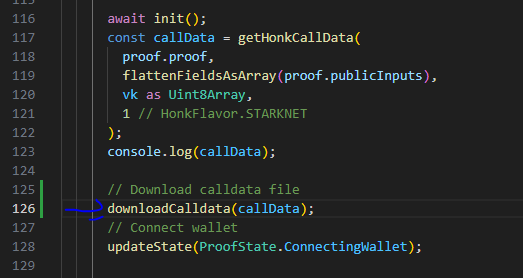 115
116 await init();
117 const callData = getHonkCallData(
118 proof.proof,
119 flattenFieldsAsArray(proof.publicInputs),
120 vk as Uint8Array,
121 1 // HonkFlavor.STARKNET
122 );
123 console.log(callData);
124
125 // Download calldata file
126 downloadCalldata(callData);
127 // Connect wallet
128 updateState(ProofState.ConnectingWallet);
129